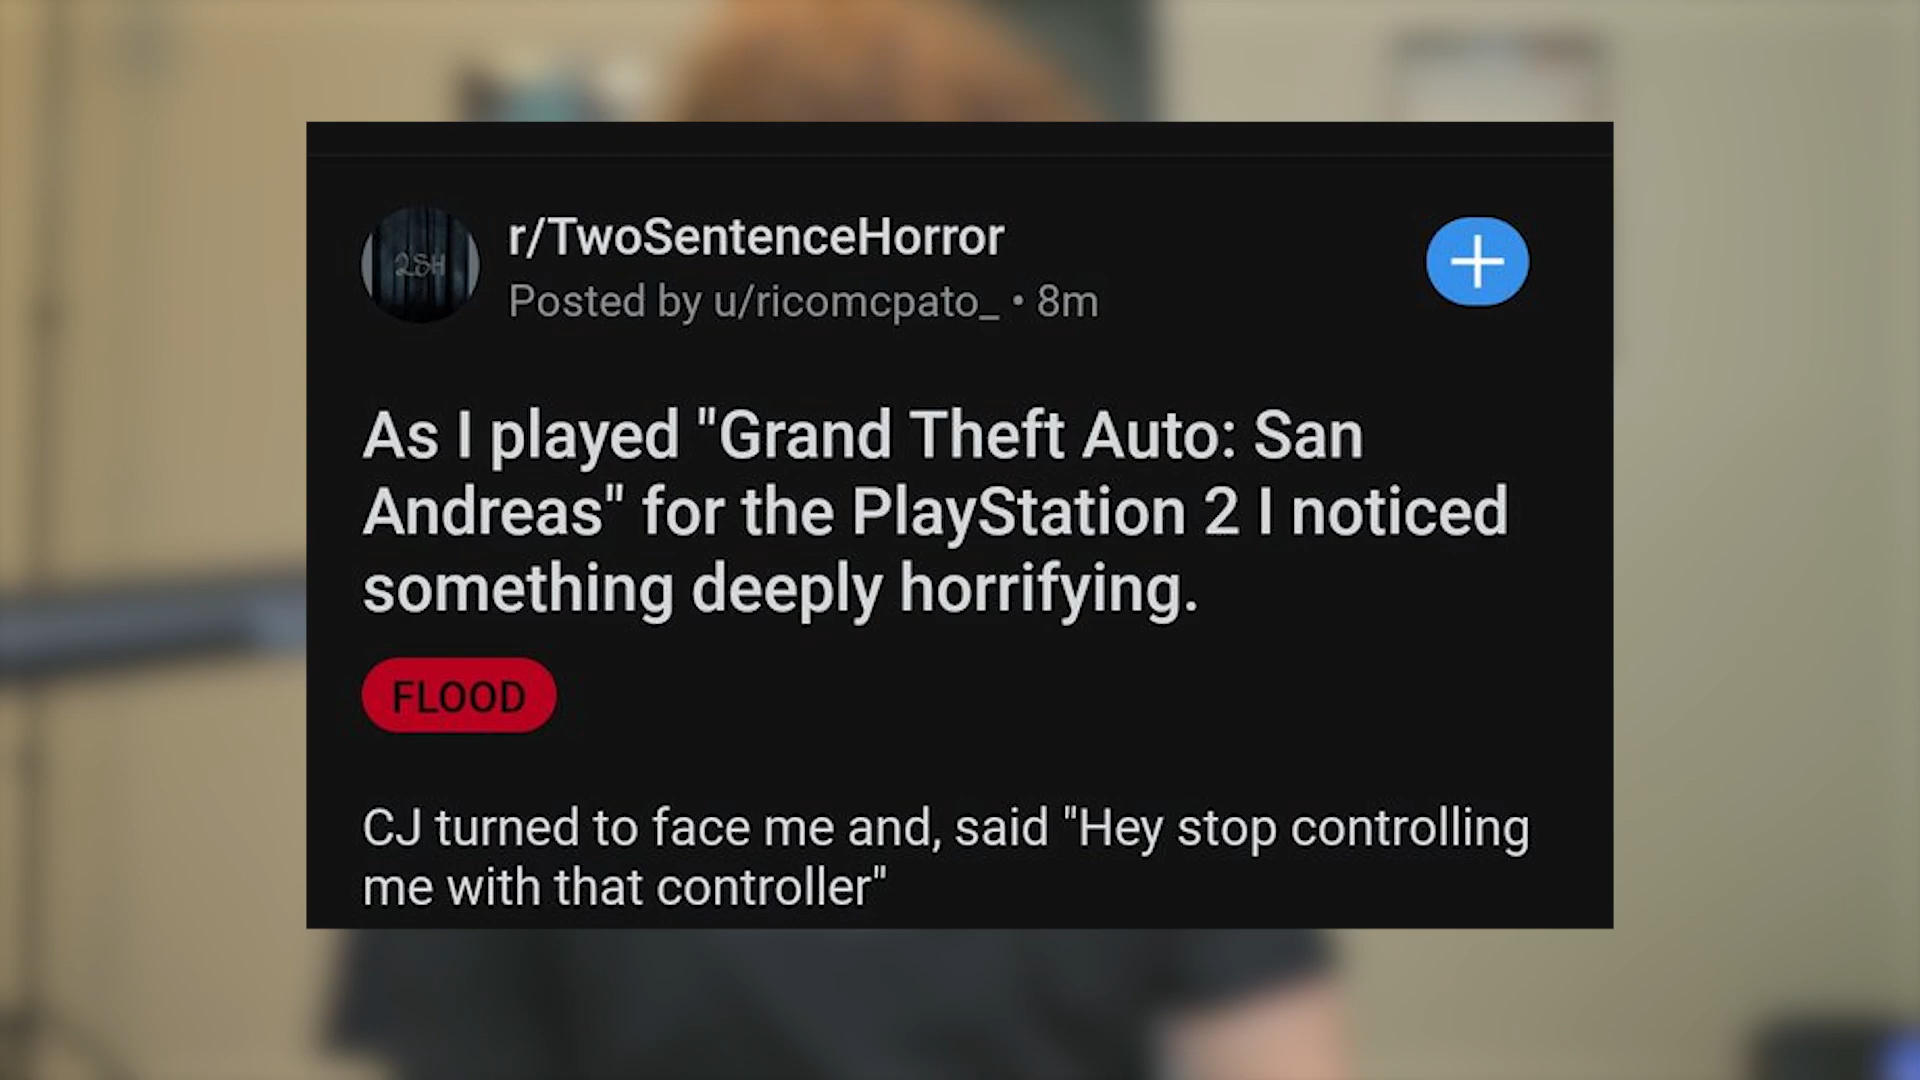 2SH
r/TwoSentenceHorror
Posted by u/ricomcpato_ • 8m
As I played "Grand Theft Auto: San
Andreas" for the PlayStation 2 I noticed
something deeply horrifying.
FLOOD
CJ turned to face me and, said "Hey stop controlling
me with that controller"